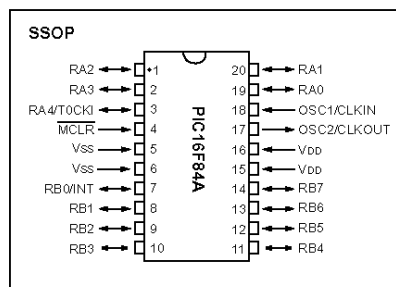 SSOP
RA2 1 20 RA1
RA3 2 19 RA0
RA4/T0CKI 3 18 OSC1/CLKIN
MCLR 4 17 OSC2/CLKOUT
VSS 5 16 VDD
VSS 6 15 VDD
RB0/INT 7 14 RB7
RB1 8 13 RB6
RB2 9 12 RB5
RB3 10 11 RB4
PIC16F84A